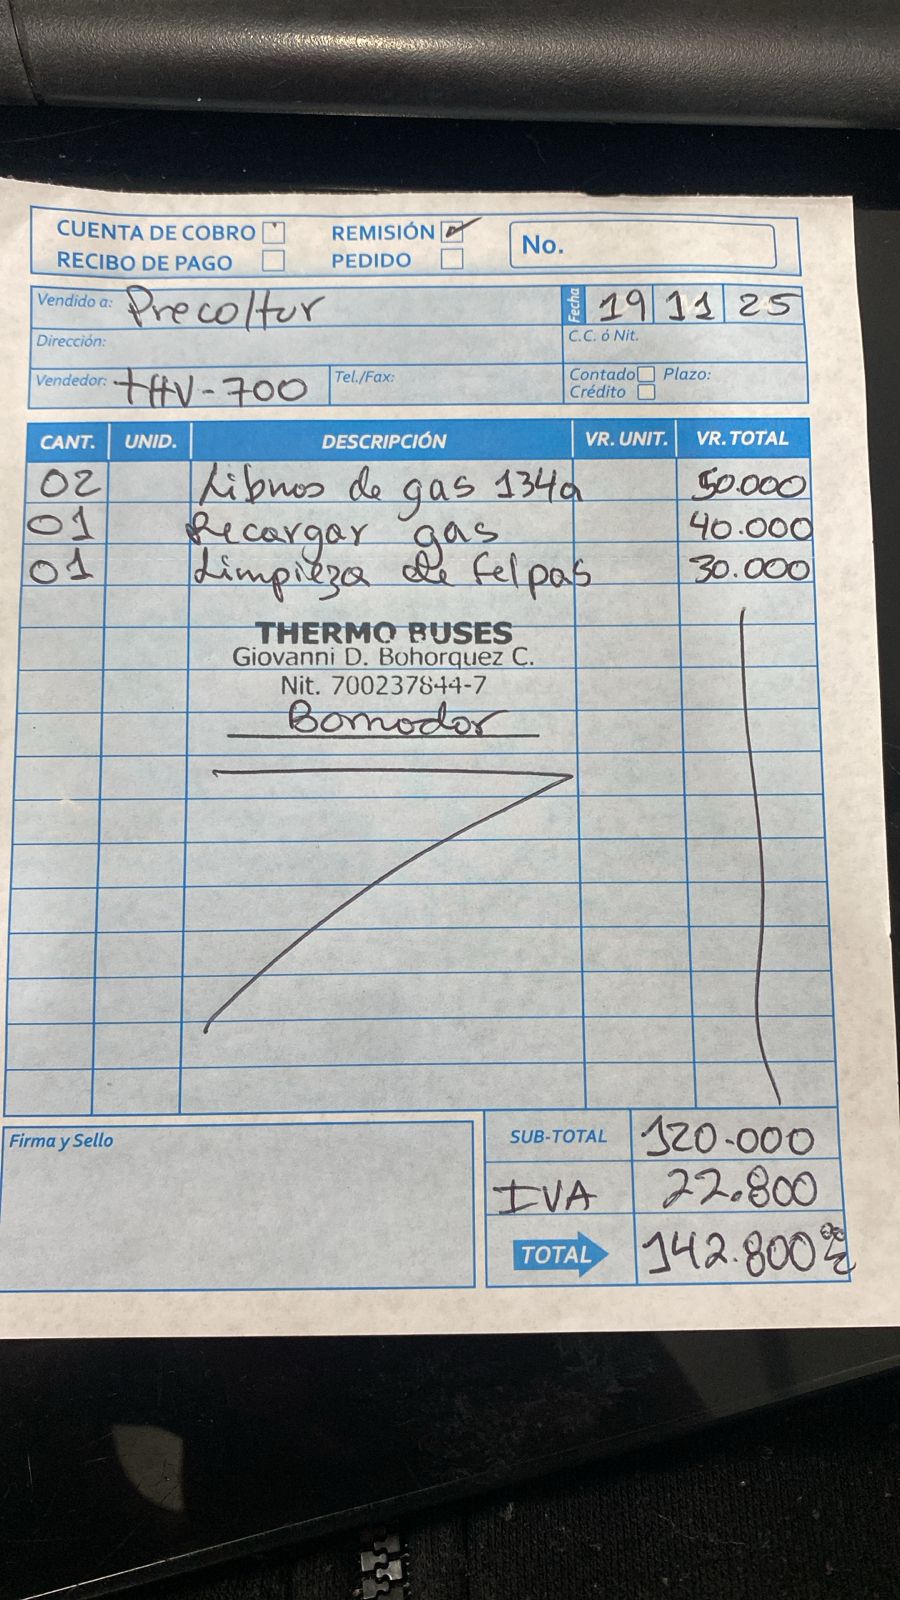 CUENTA DE COBRO
REMISIÓN
RECIBO DE PAGO
PEDIDO
No.
Vendido a: Precoltur
Fecha 19 11 25
Dirección:
C.C. ó Nit.
Vendedor: THV-700
Tel./Fax:
Contado Plazo:
Crédito
CANT. UNID. DESCRIPCIÓN VR. UNIT. VR. TOTAL
02 Libras de gas 134a 50.000
01 Recargar gas 40.000
01 Limpieza de felpas 30.000
THERMO BUSES
Giovanni D. Bohorquez C.
Nit. 700237844-7
Firma y Sello
SUB-TOTAL 120.000
IVA 22.800
TOTAL 142.800